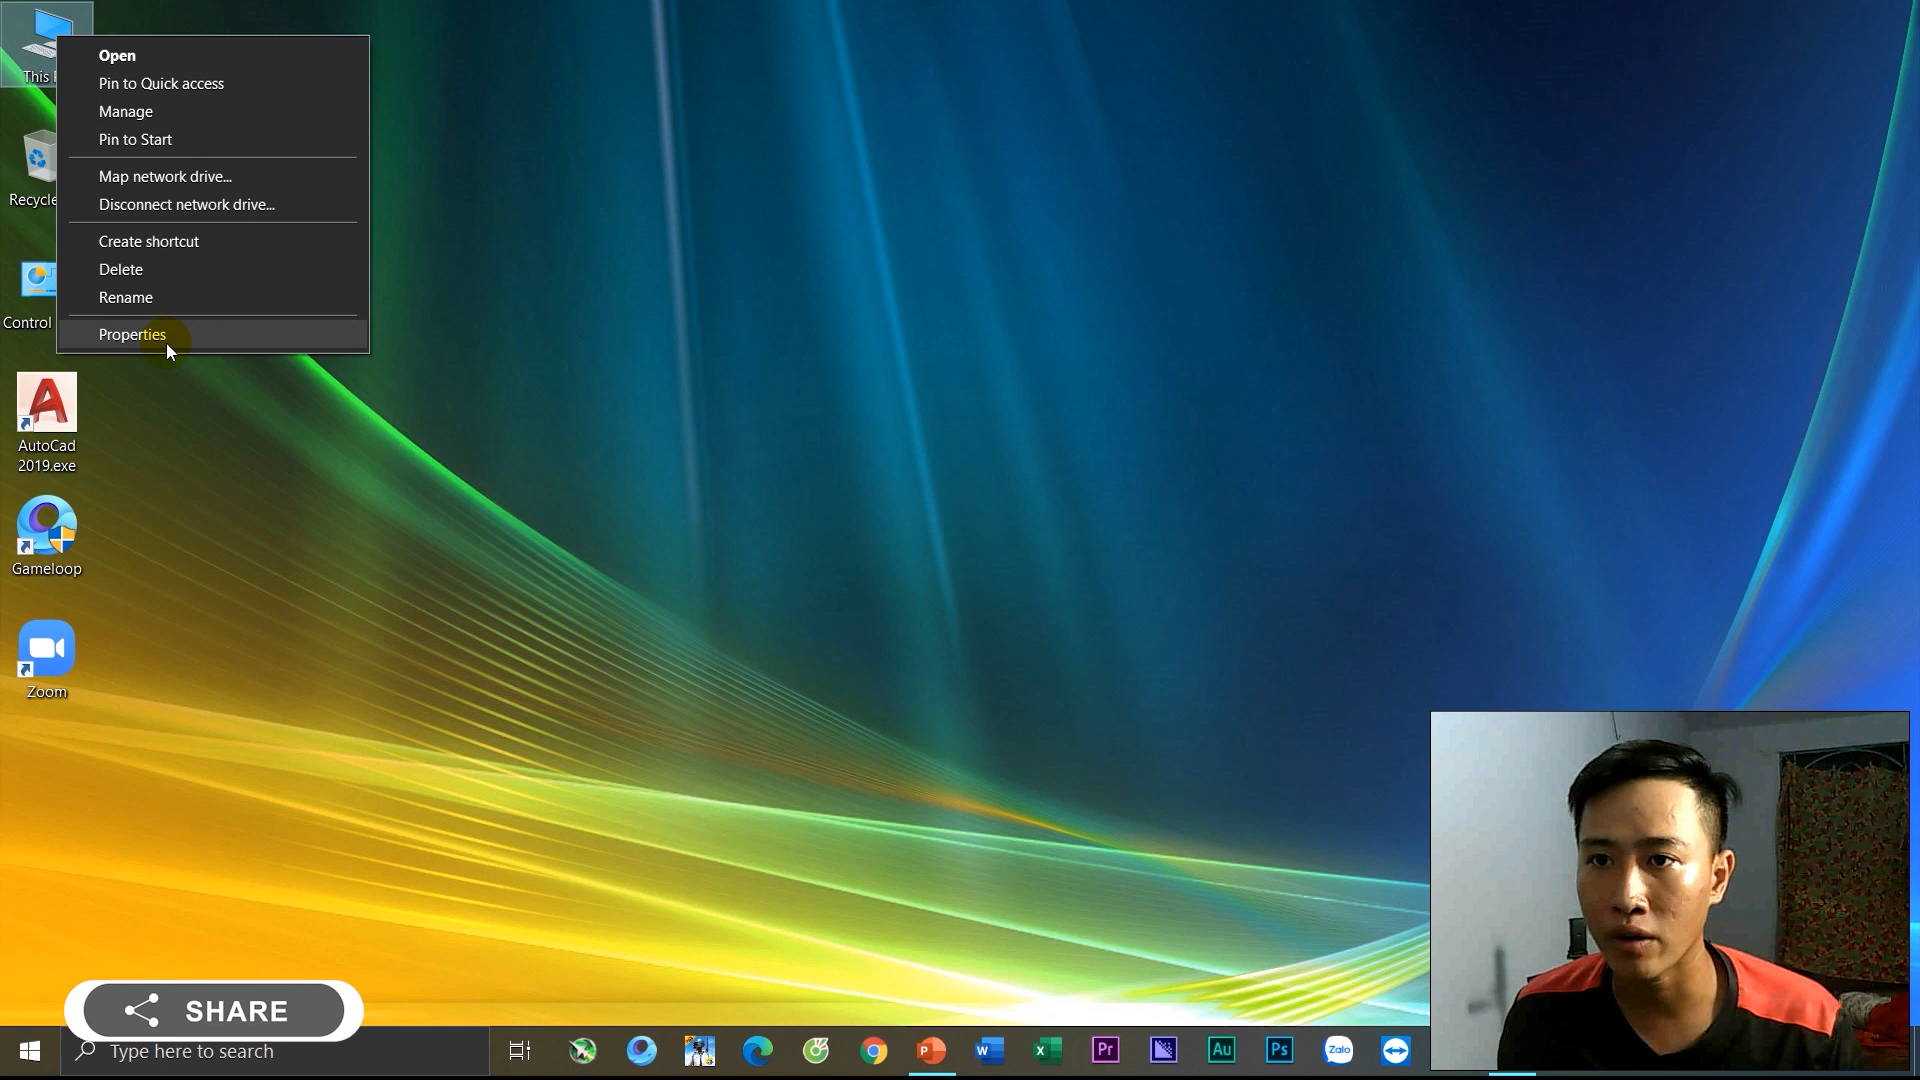 Open
Pin to Quick access
Manage
Pin to Start
Map network drive...
Disconnect network drive...
Create shortcut
Delete
Rename
Properties
This
Recycle
Control
AutoCad
2019.exe
Gameloop
Zoom
SHARE
Type here to search
P
W
X
Pr
Au
Ps
Zalo